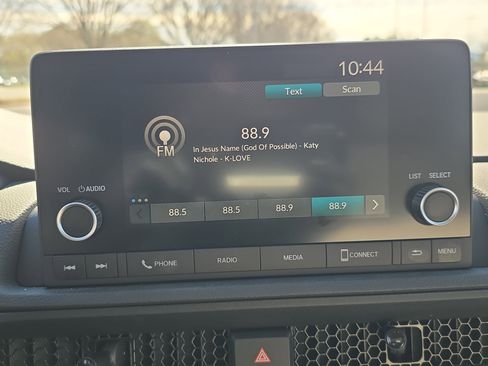 10:44
Text Scan
88.9
FM
In Jesus Name (God Of Possible) - Katy
Nichole - K-LOVE
VOL AUDIO
LIST SELECT
88.5 88.5 88.9 88.9
PHONE RADIO MEDIA CONNECT MENU